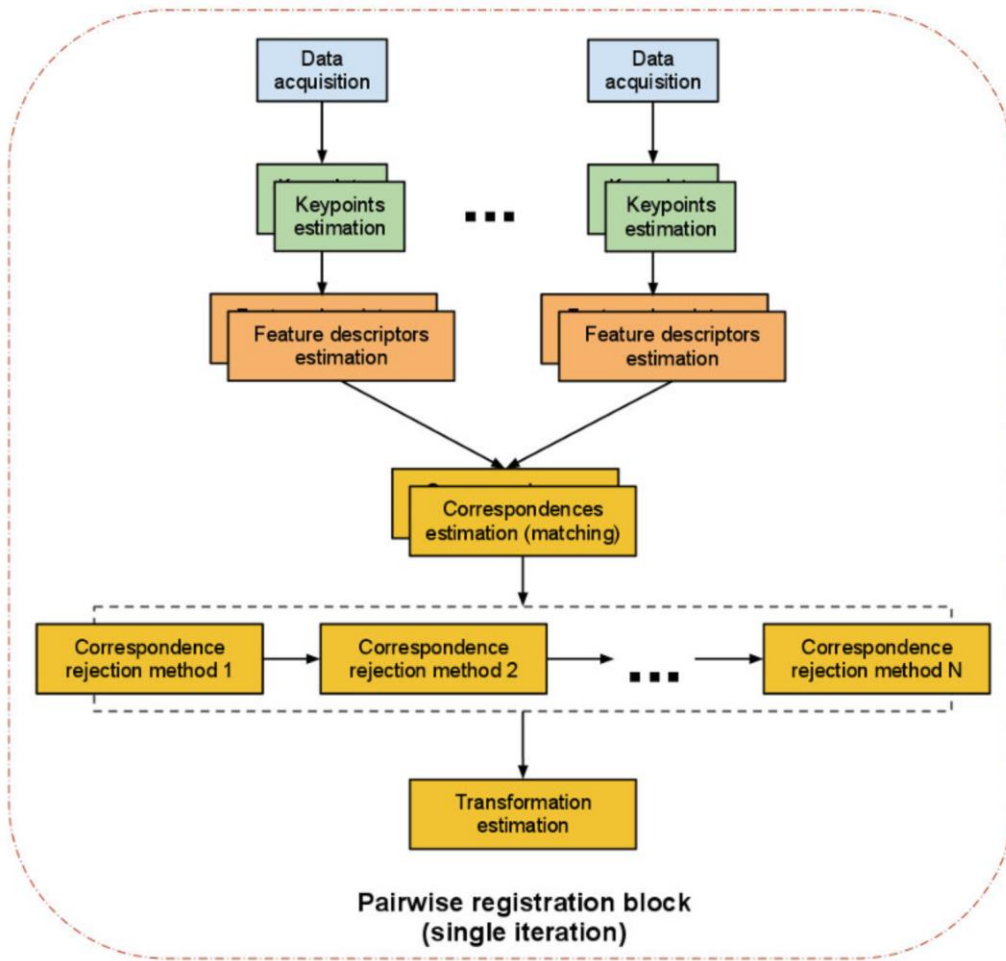 Data
acquisition
Data
acquisition
Keypoints
estimation
Keypoints
estimation
...
Feature descriptors
estimation
Feature descriptors
estimation
Correspondences
estimation (matching)
Correspondence
rejection method 1
Correspondence
rejection method 2
...
Correspondence
rejection method N
Transformation
estimation
Pairwise registration block
(single iteration)